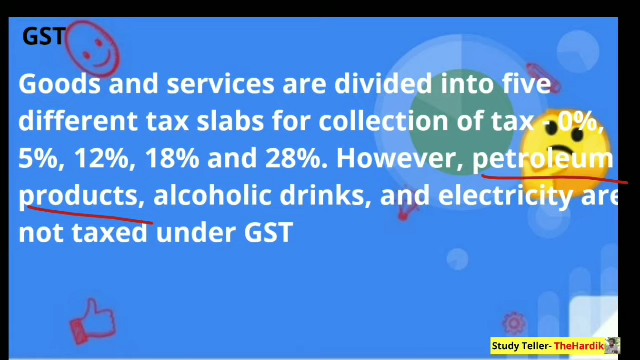 GST
Goods and services are divided into five
different tax slabs for collection of tax - 0%,
5%, 12%, 18% and 28%. However, petroleum
products, alcoholic drinks, and electricity are
not taxed under GST
Study Teller- TheHardik